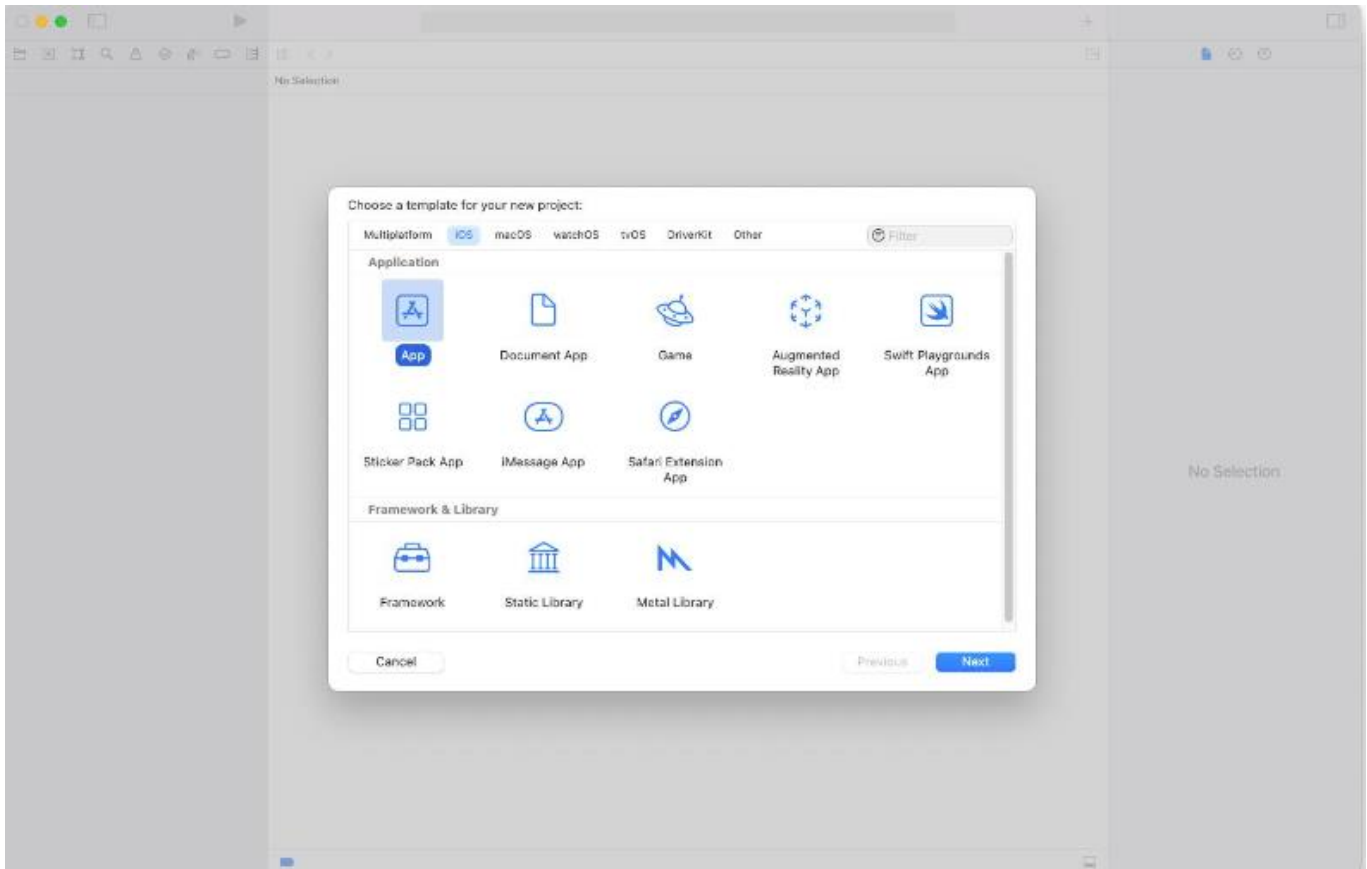 No Selection
Choose a template for your new project:
Multiplatform iOS macOS watchOS tvOS DriverKit Other Filter
Application
App Document App Game Augmented Reality App Swift Playgrounds App
Sticker Pack App iMessage App Safari Extension App
Framework & Library
Framework Static Library Metal Library
Cancel Previous Next
No Selection